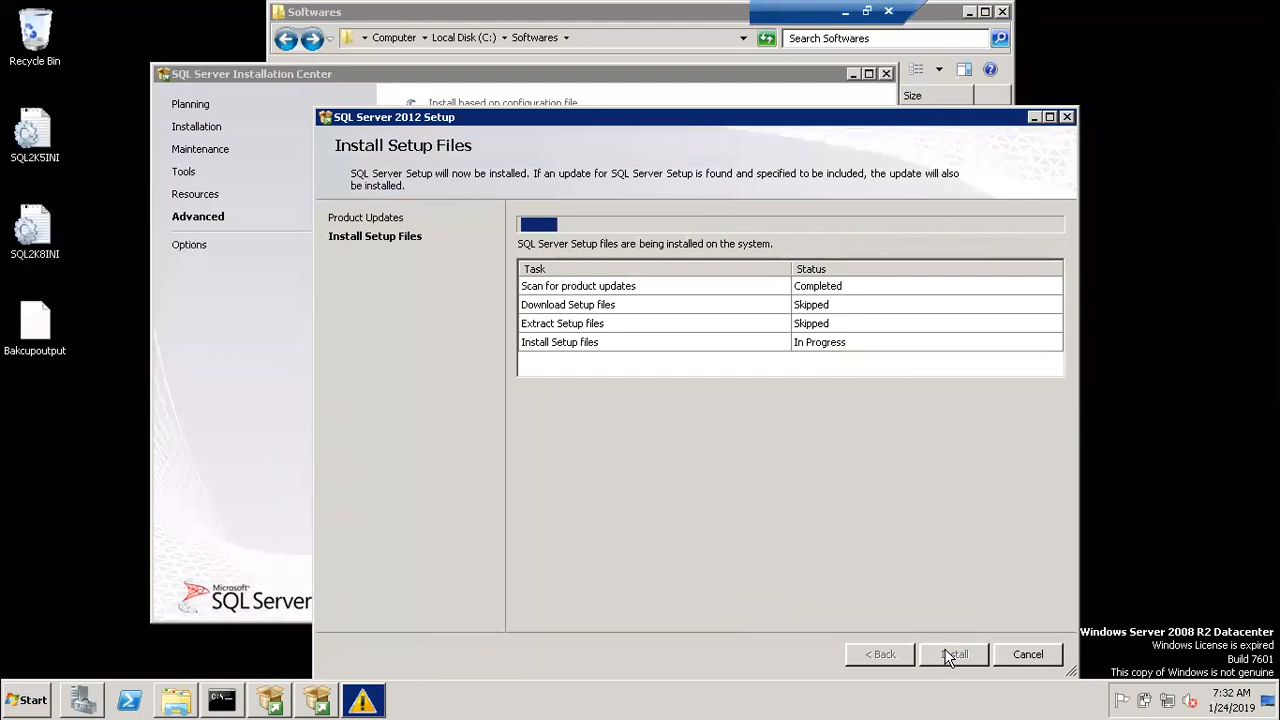 Recycle Bin
SQL2K5INI
SQL2K8INI
Bakcupoutput
Softwares
Computer
Local Disk (C:)
Softwares
Search Softwares
Size
SQL Server Installation Center
Planning
Installation
Maintenance
Tools
Resources
Advanced
Options
Install based on configuration file
Microsoft
SQL Server
SQL Server 2012 Setup
Install Setup Files
SQL Server Setup will now be installed. If an update for SQL Server Setup is found and specified to be included, the update will also
be installed.
Product Updates
Install Setup Files
SQL Server Setup files are being installed on the system.
Task Status
Scan for product updates Completed
Download Setup files Skipped
Extract Setup files Skipped
Install Setup files In Progress
< Back
Install
Cancel
Windows Server 2008 R2 Datacenter
Windows License is expired
Build 7601
This copy of Windows is not genuine
Start
7:32 AM
1/24/2019